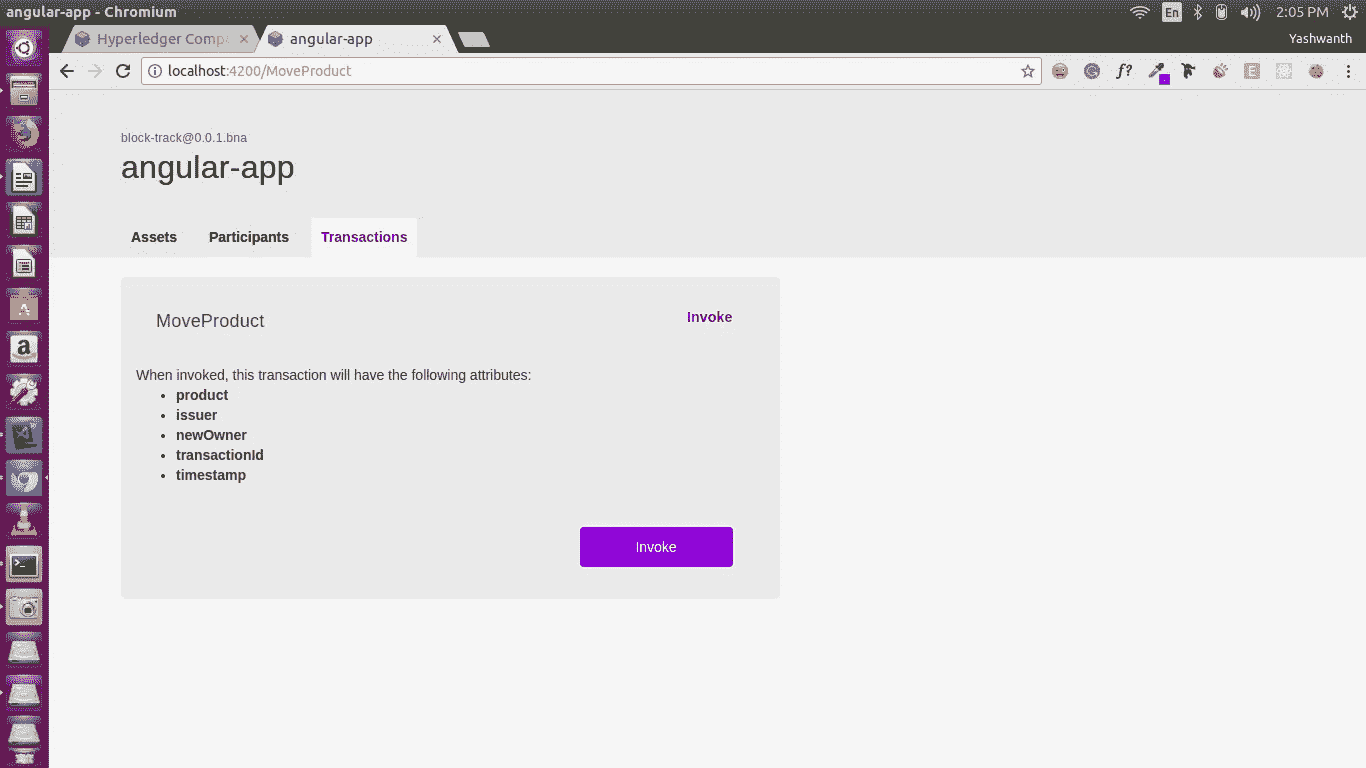 angular-app - Chromium
En
2:05 PM
Hyperledger Comp
angular-app
Yashwanth
localhost:4200/MoveProduct
f?
E
block-track@0.0.1.bna
angular-app
Assets Participants Transactions
MoveProduct
Invoke
When invoked, this transaction will have the following attributes:
• product
• issuer
• newOwner
• transactionId
• timestamp
Invoke